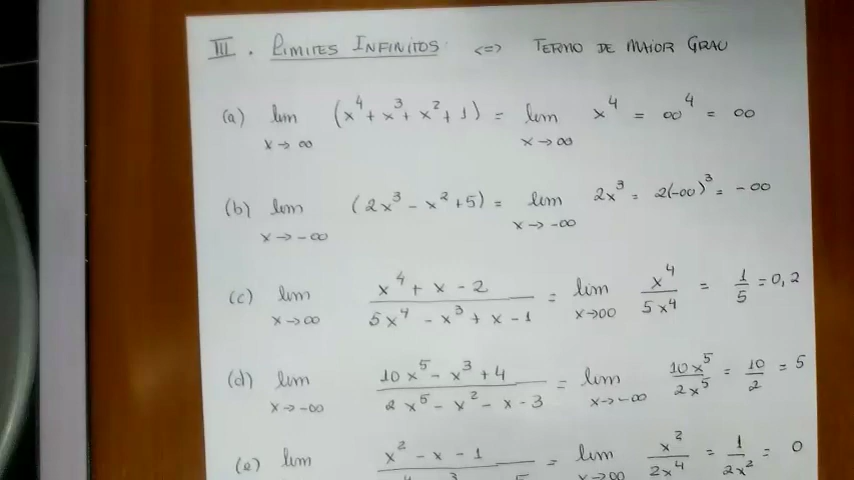 III. LIMITES INFINITOS <=> TERMO DE MAIOR GRAU
(a) lim x→∞ (x⁴ + x³ + x² + 1) = lim x→∞ x⁴ = ∞⁴ = ∞
(b) lim x→-∞ (2x³ - x² + 5) = lim x→-∞ 2x³ = 2(-∞)³ = -∞
(c) lim x→∞ (x⁴ + x - 2)/(5x⁴ - x³ + x - 1) = lim x→∞ x⁴/5x⁴ = 1/5 = 0,2
(d) lim x→-∞ (10x⁵ - x³ + 4)/(2x⁵ - x² - x - 3) = lim x→-∞ 10x⁵/2x⁵ = 10/2 = 5
(e) lim x² - x - 1 = lim x→∞ x²/2x⁴ = 1/2x² = 0